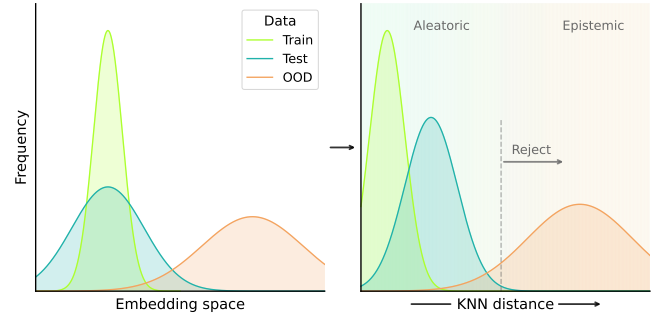 Data
Train
Test
OOD
Frequency
Embedding space
Aleatoric
Epistemic
Reject
KNN distance